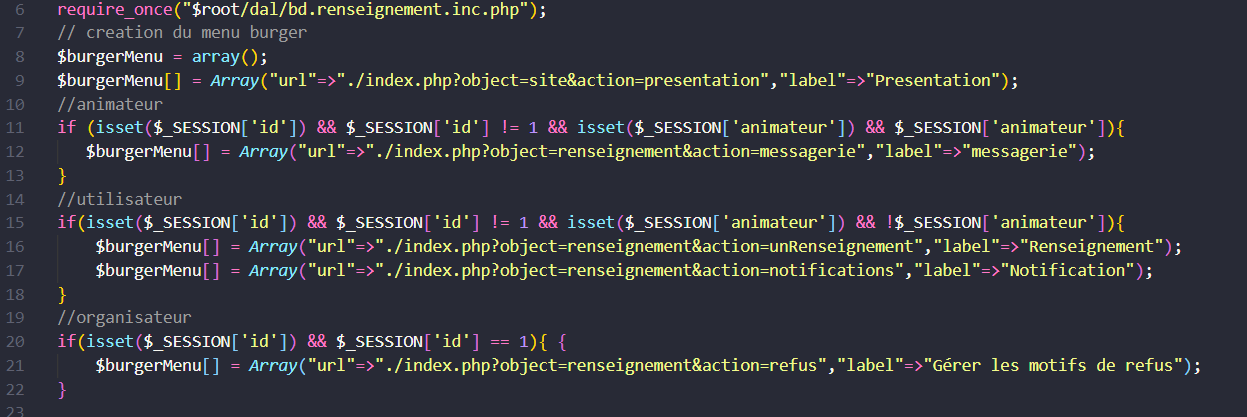 6 require_once("$root/dal/bd.renseignement.inc.php");
7 // creation du menu burger
8 $burgerMenu = array();
9 $burgerMenu[] = Array("url"=>"./index.php?object=site&action=presentation","label"=>"Presentation");
10 //animateur
11 if (isset($_SESSION['id']) && $_SESSION['id'] != 1 && isset($_SESSION['animateur']) && $_SESSION['animateur']){
12 $burgerMenu[] = Array("url"=>"./index.php?object=renseignement&action=messagerie","label"=>"messagerie");
13 }
14 //utilisateur
15 if(isset($_SESSION['id']) && $_SESSION['id'] != 1 && isset($_SESSION['animateur']) && !$_SESSION['animateur']){
16 $burgerMenu[] = Array("url"=>"./index.php?object=renseignement&action=unRenseignement","label"=>"Renseignement");
17 $burgerMenu[] = Array("url"=>"./index.php?object=renseignement&action=notifications","label"=>"Notification");
18 }
19 //organisateur
20 if(isset($_SESSION['id']) && $_SESSION['id'] == 1){ {
21 $burgerMenu[] = Array("url"=>"./index.php?object=renseignement&action=refus","label"=>"Gérer les motifs de refus");
22 }
23